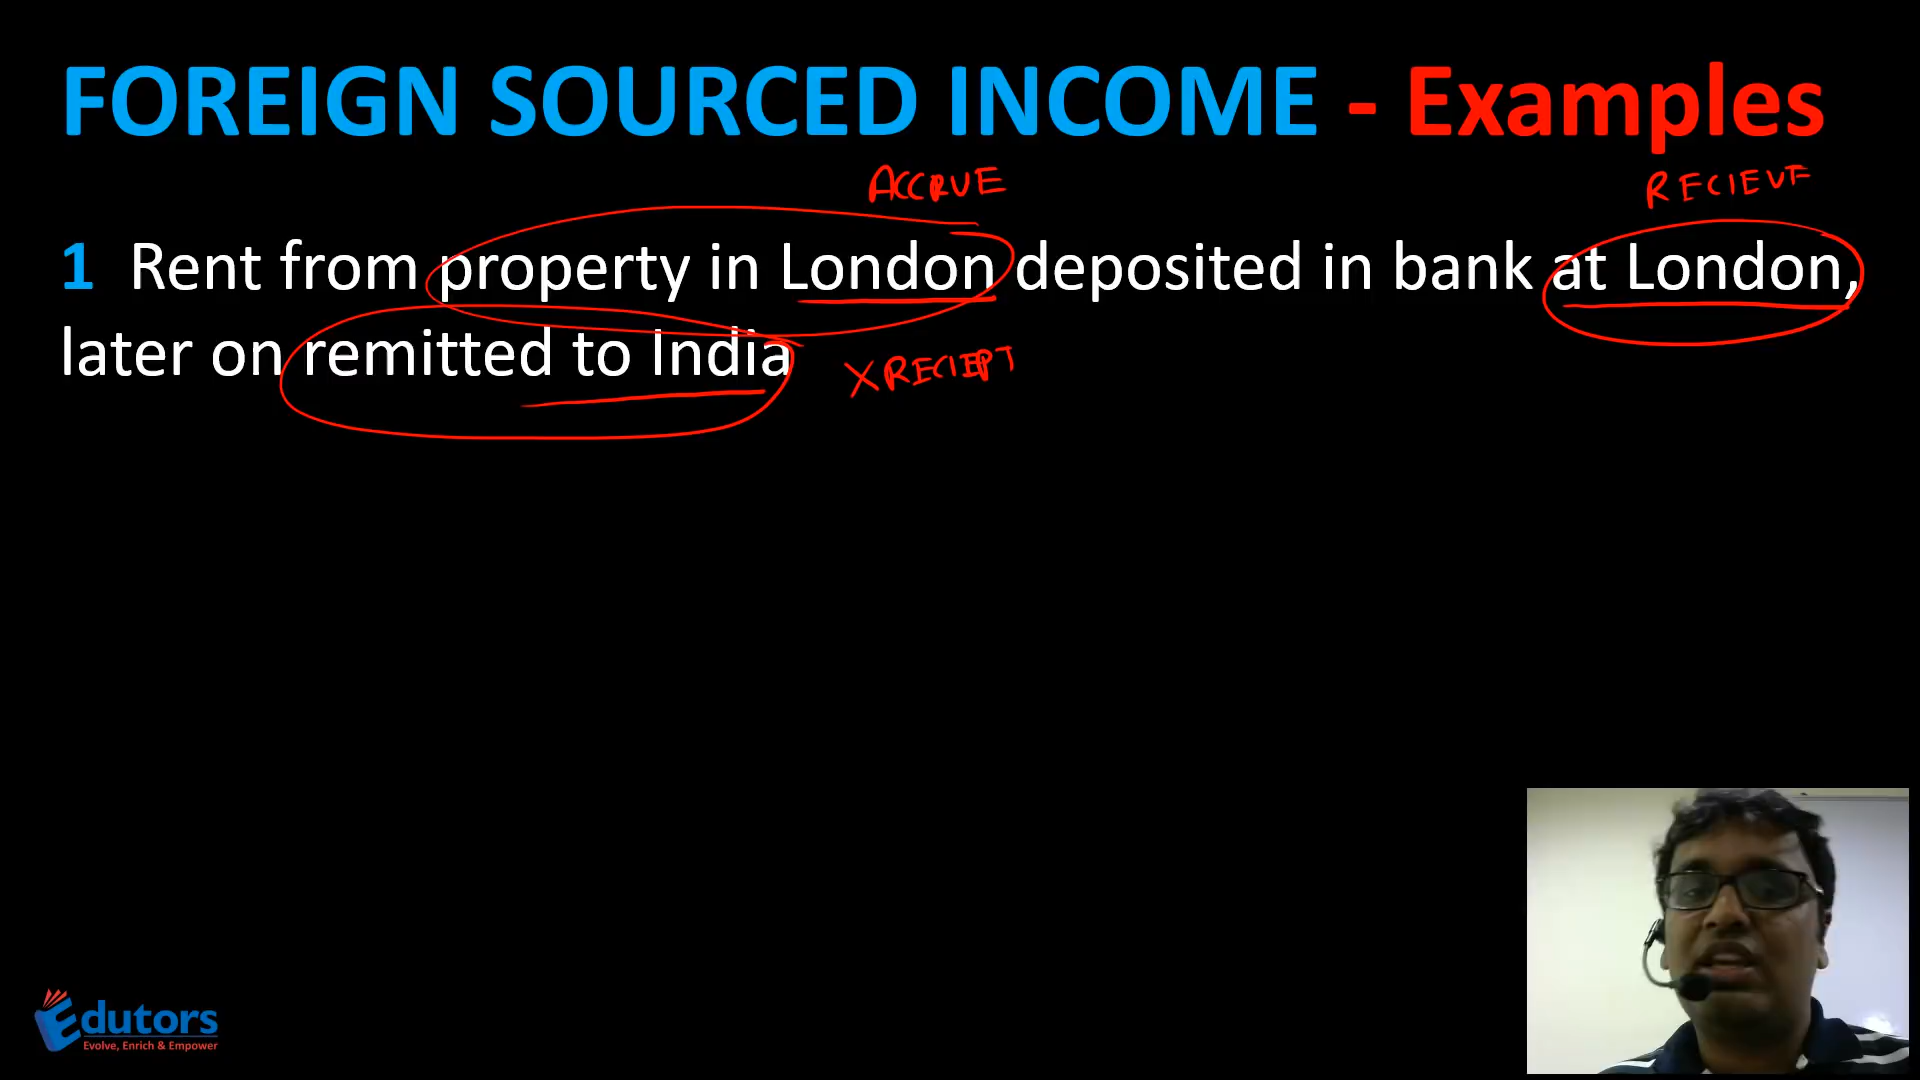 FOREIGN SOURCED INCOME - Examples
ACCRUE
RECIEVE
1 Rent from property in London deposited in bank at London,
later on remitted to India
X RECIEPT
Edutors
Evolve, Enrich & Empower